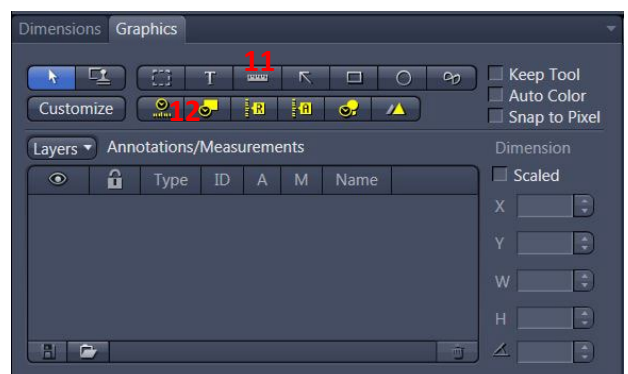 Dimensions Graphics
11
T
Keep Tool
Auto Color
Snap to Pixel
Customize
12
R
A
Layers Annotations/Measurements
Dimension
Type ID A M Name
Scaled
X
Y
W
H